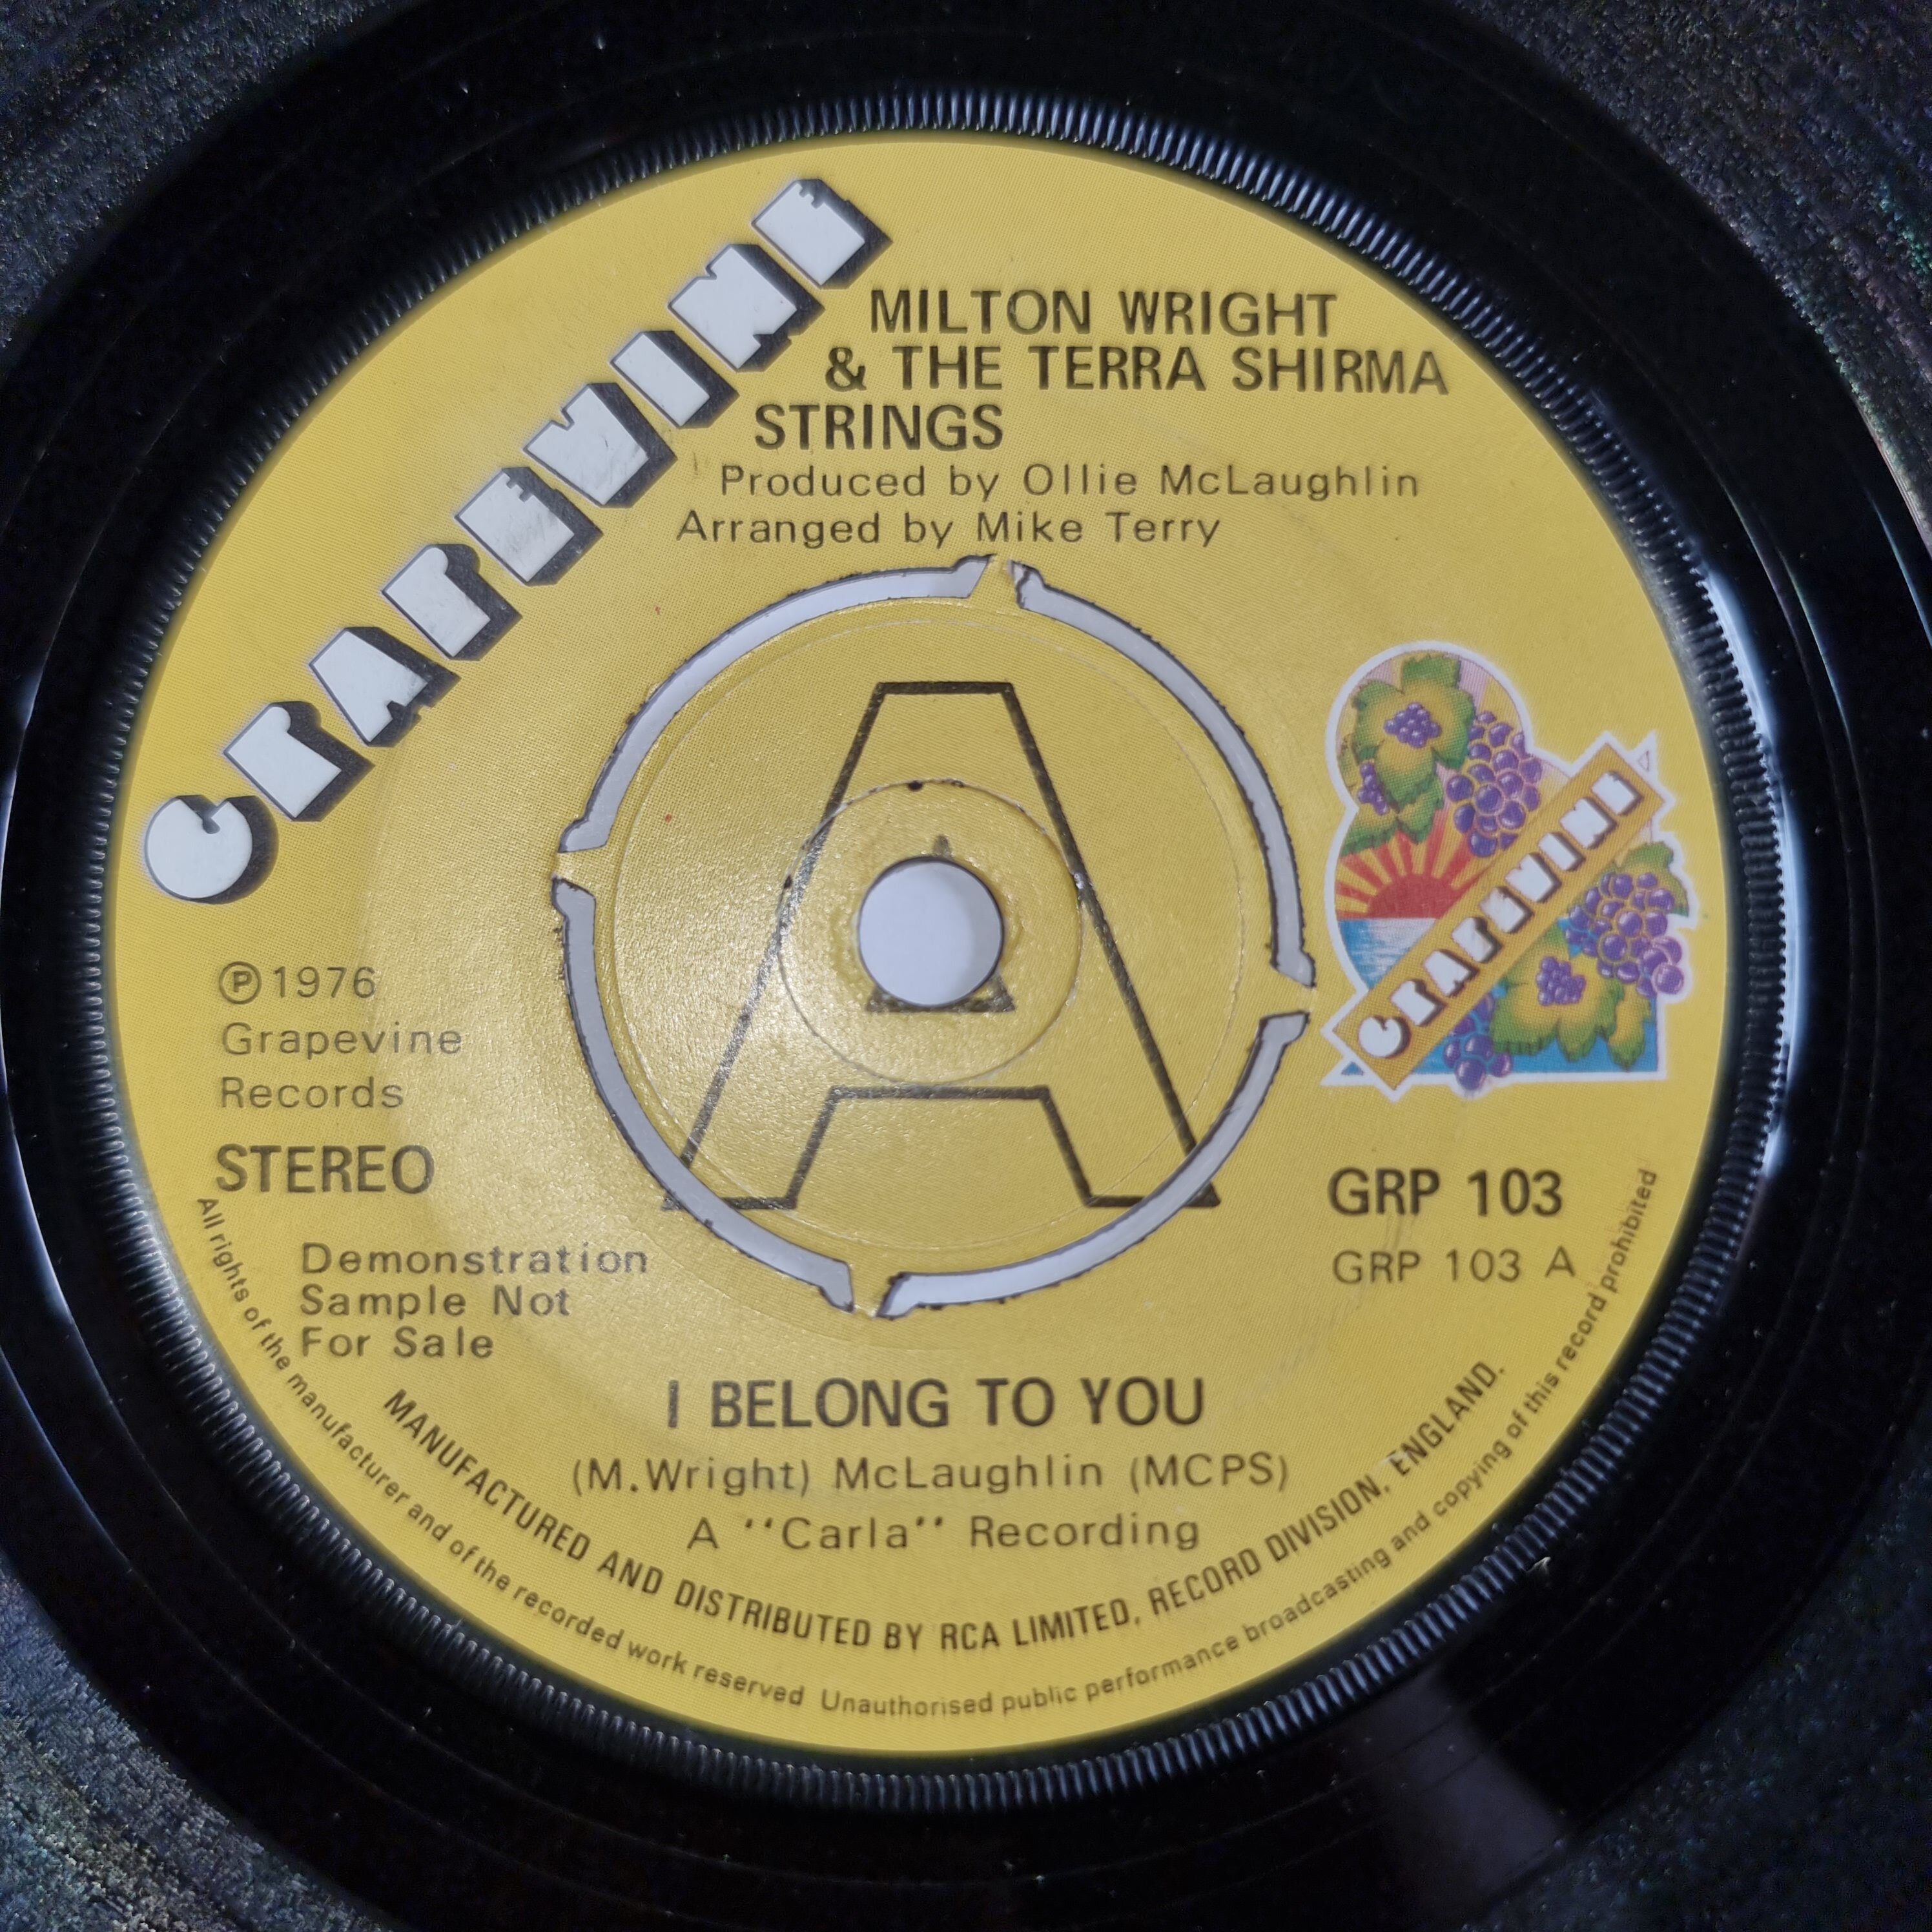 GRAPEVINE
MILTON WRIGHT
& THE TERRA SHIRMA
STRINGS
Produced by Ollie McLaughlin
Arranged by Mike Terry
A
GRAPEVINE
℗1976
Grapevine
Records
STEREO
GRP 103
GRP 103 A
Demonstration
Sample Not
For Sale
I BELONG TO YOU
(M.Wright) McLaughlin (MCPS)
A "Carla" Recording
MANUFACTURED AND DISTRIBUTED BY RCA LIMITED, RECORD DIVISION, ENGLAND.
All rights of the manufacturer and of the recorded work reserved Unauthorised public performance broadcasting and copying of this record prohibited